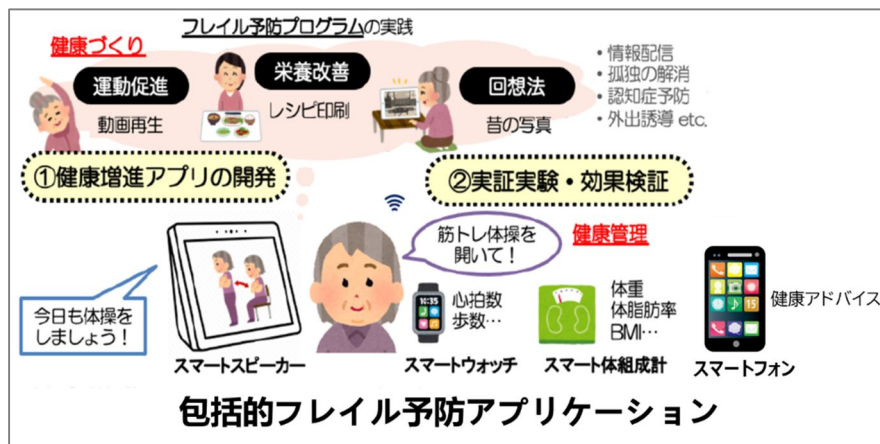 フレイル予防プログラムの実践
健康づくり
運動促進
動画再生
栄養改善
レシピ印刷
回想法
昔の写真
・情報配信
・孤独の解消
・認知症予防
・外出誘導 etc.
①健康増進アプリの開発
②実証実験・効果検証
今日も体操を
しましょう！
筋トレ体操を
開いて！
健康管理
10:35
心拍数
歩数…
体重
体脂肪率
BMI…
15
健康アドバイス
スマートスピーカー
スマートウォッチ
スマート体組成計
スマートフォン
包括的フレイル予防アプリケーション